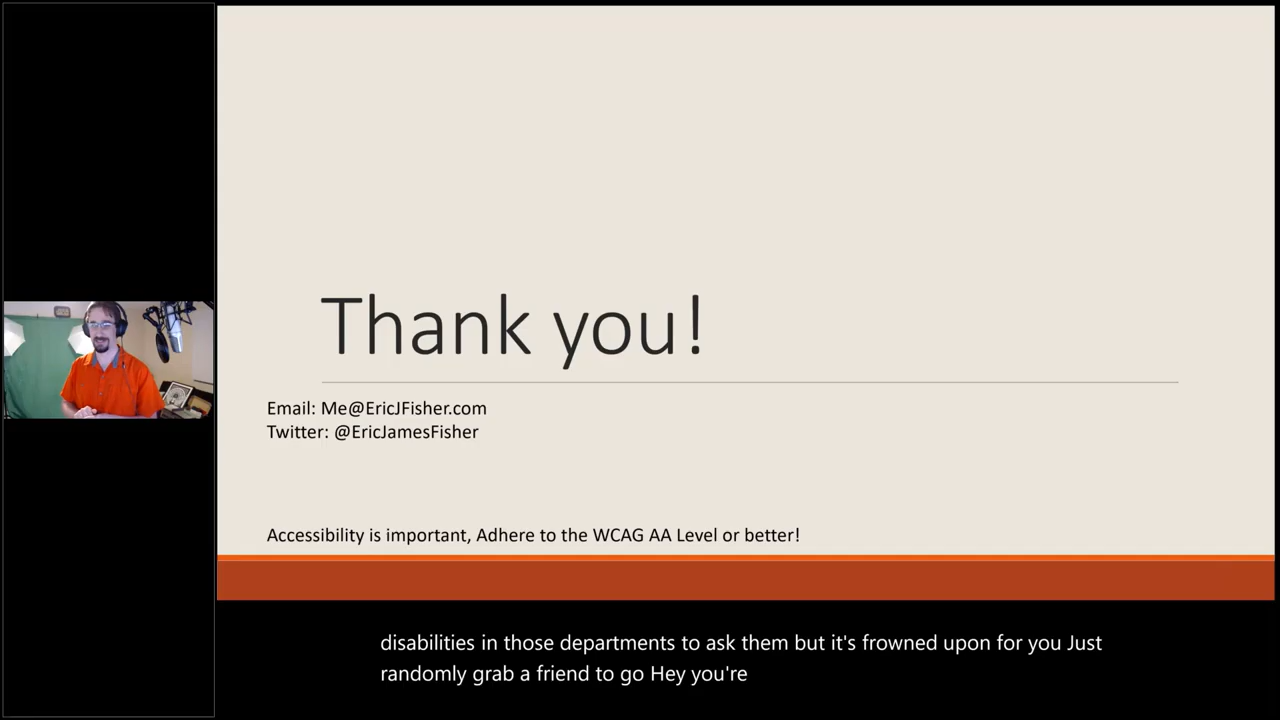 Thank you!
Email: Me@EricJFisher.com
Twitter: @EricJamesFisher
Accessibility is important, Adhere to the WCAG AA Level or better!
disabilities in those departments to ask them but it's frowned upon for you Just
randomly grab a friend to go Hey you're